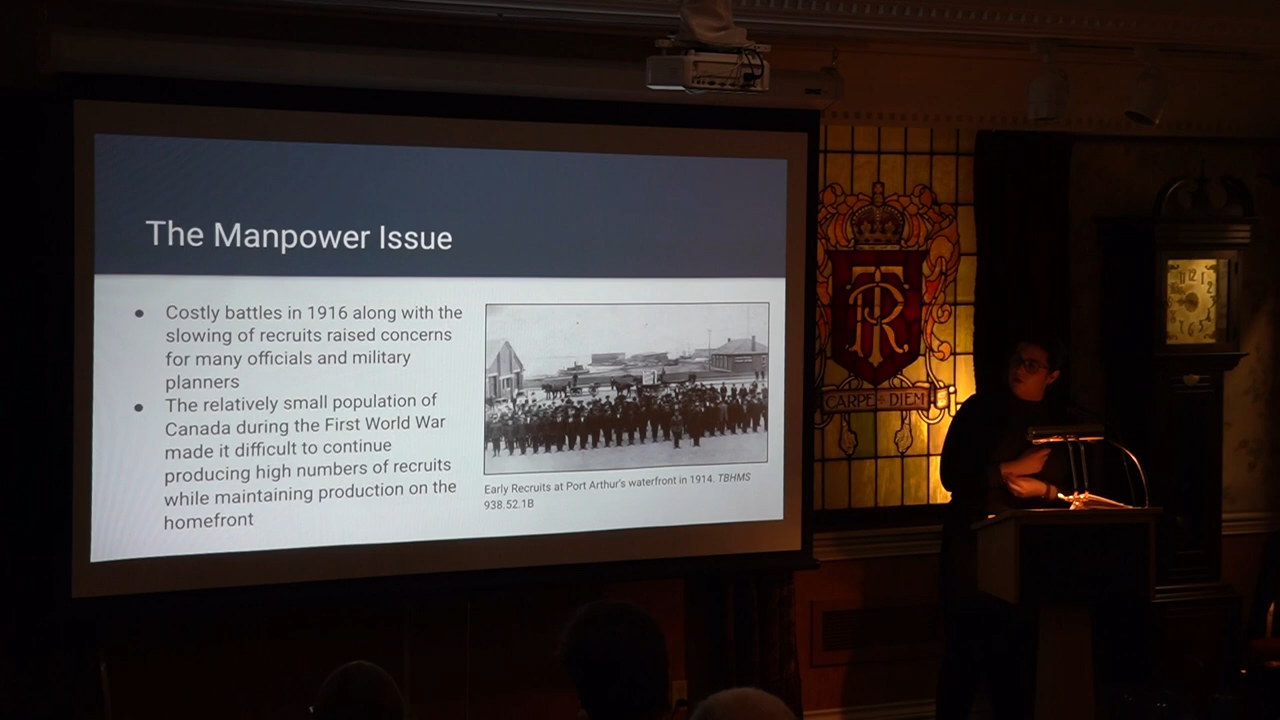 The Manpower Issue
● Costly battles in 1916 along with the
slowing of recruits raised concerns
for many officials and military
planners
● The relatively small population of
Canada during the First World War
made it difficult to continue
producing high numbers of recruits
while maintaining production on the
homefront
Early Recruits at Port Arthur's waterfront in 1914. TBHMS
938.52.1B
TR
CARPE DIEM